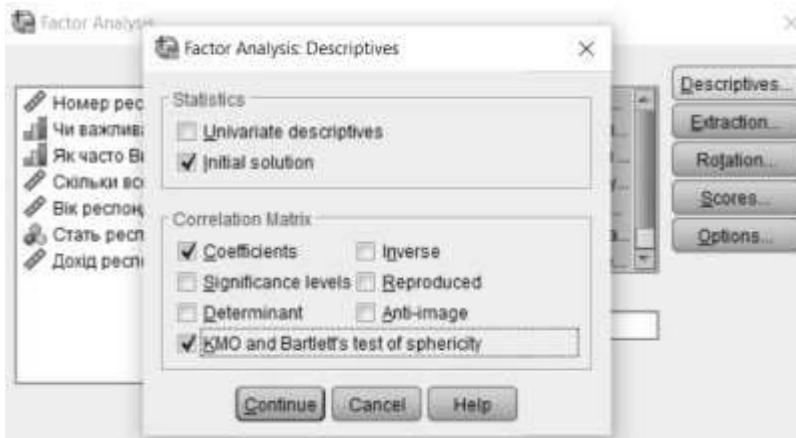 Factor Analysis
Factor Analysis: Descriptives
Номер рес
Чи важлив
Як часто В
Скільки вс
Вік респон
Стать респ
Дохід респ
Statistics
Univariate descriptives
Initial solution
Correlation Matrix
Coefficients Inverse
Significance levels Reproduced
Determinant Anti-image
KMO and Bartlett's test of sphericity
Continue Cancel Help
Descriptives...
Extraction...
Rotation...
Scores...
Options...